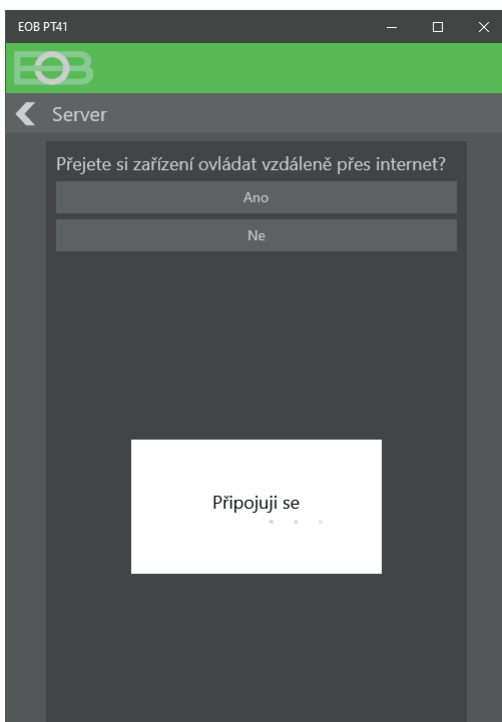 EOB PT41
EOB
Server
Přejete si zařízení ovládat vzdáleně přes internet?
Ano
Ne
Připojuji se